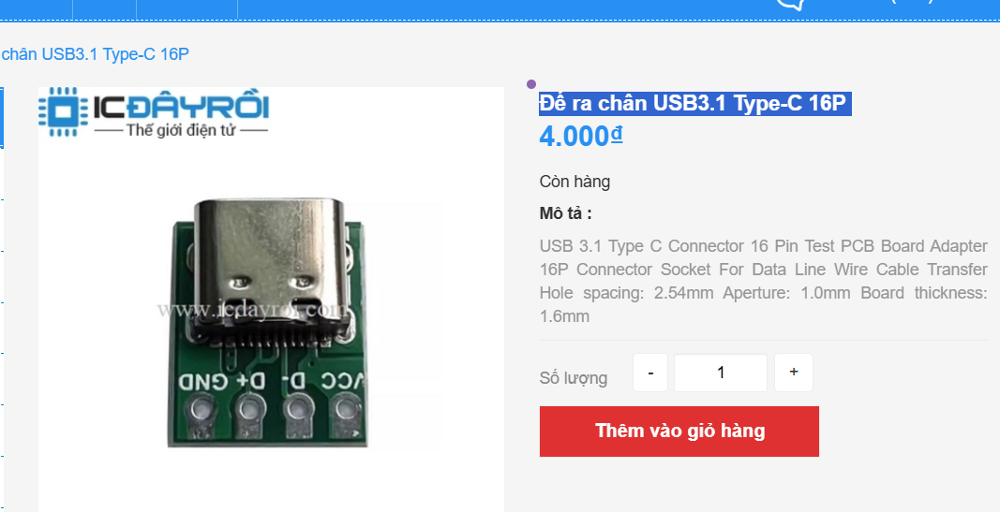 chân USB3.1 Type-C 16P
ICĐÂYRỒI
Thế giới điện tử
Đế ra chân USB3.1 Type-C 16P
4.000₫
Còn hàng
Mô tả :
USB 3.1 Type C Connector 16 Pin Test PCB Board Adapter
16P Connector Socket For Data Line Wire Cable Transfer
Hole spacing: 2.54mm Aperture: 1.0mm Board thickness:
1.6mm
www.icdayroi.com
GND D+ D- VCC
Số lượng
- 1 +
Thêm vào giỏ hàng